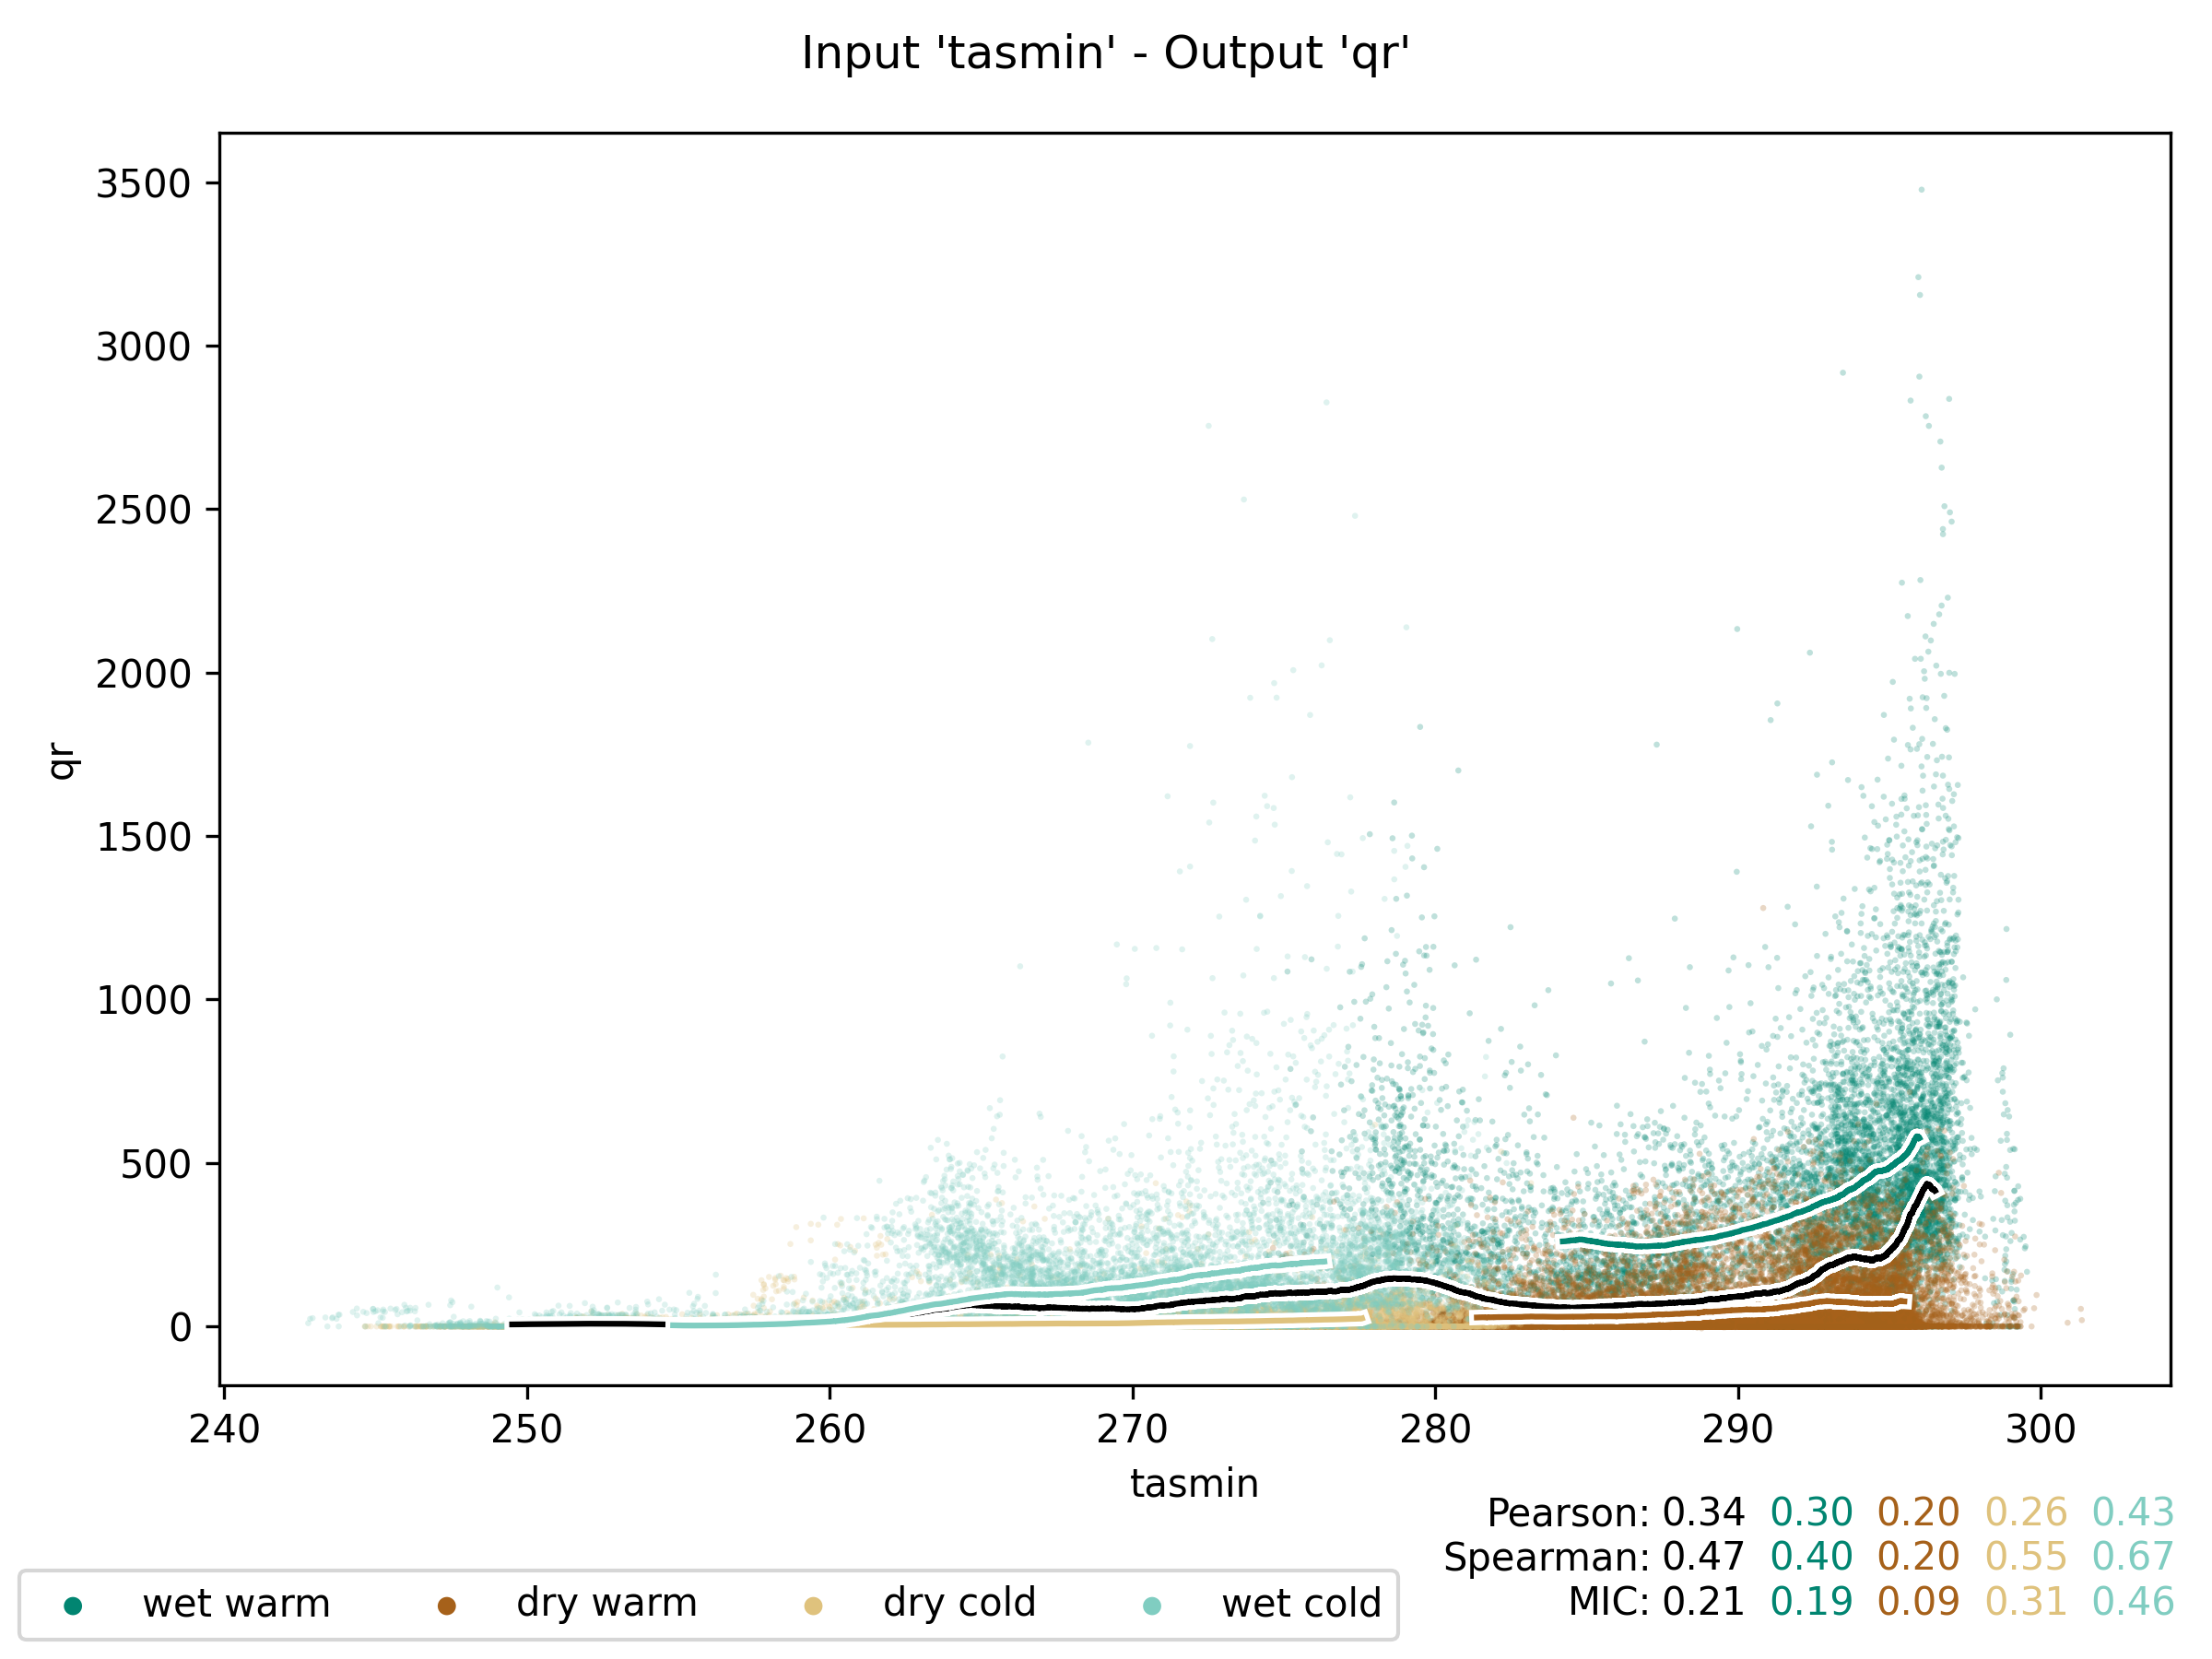 Input 'tasmin' - Output 'qr'
3500
3000
2500
2000
1500
1000
500
0
qr
240 250 260 270 280 290 300
tasmin
Pearson: 0.34 0.30 0.20 0.26 0.43
Spearman: 0.47 0.40 0.20 0.55 0.67
MIC: 0.21 0.19 0.09 0.31 0.46
wet warm dry warm dry cold wet cold